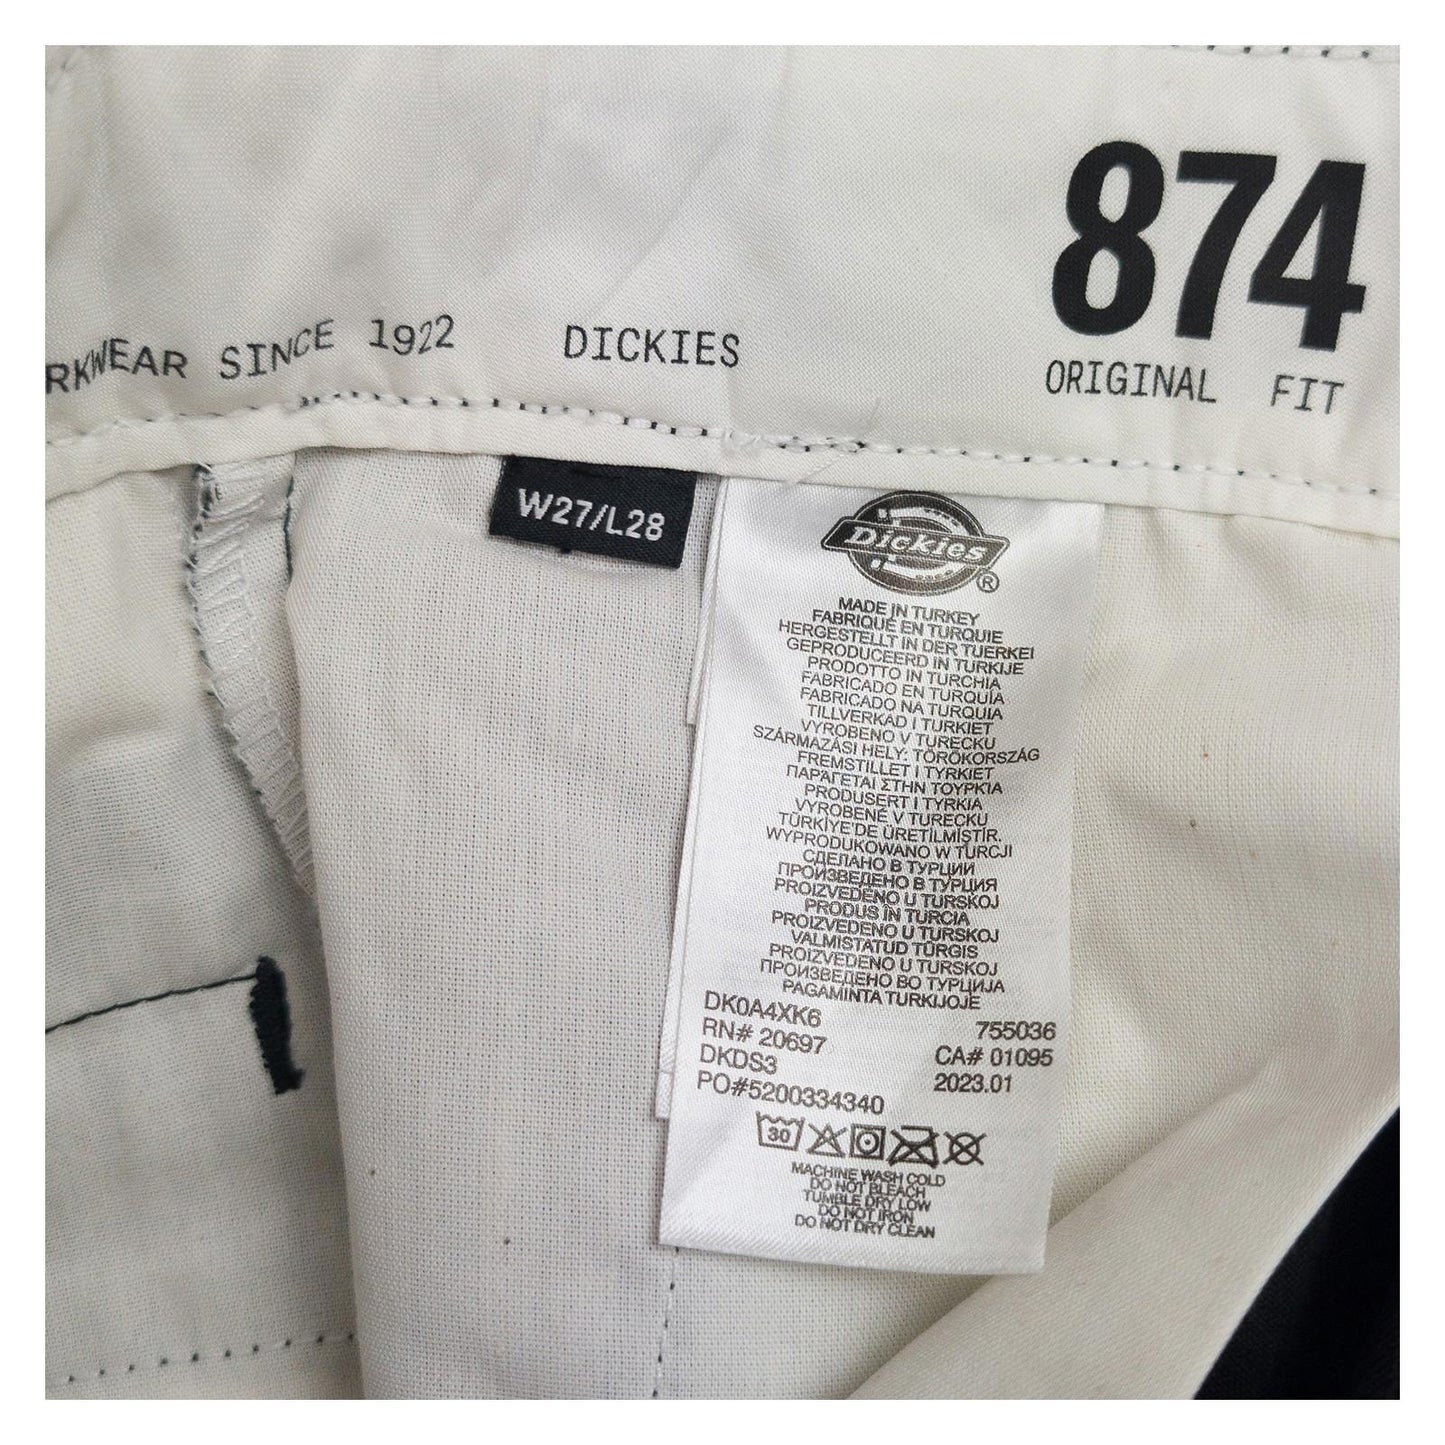 874
ORIGINAL FIT
RKWEAR SINCE 1922 DICKIES
W27/L28
Dickies ®
MADE IN TURKEY
FABRIQUÉ EN TURQUIE
HERGESTELLT IN DER TUERKEI
GEPRODUCEERD IN TURKIJE
PRODOTTO IN TURCHIA
FABRICADO EN TURQUÍA
FABRICADO NA TURQUIA
TILLVERKAD I TURKIET
VYROBENO V TURECKU
SZÁRMAZÁSI HELY: TÖRÖKORSZÁG
FREMSTILLET I TYRKIET
ΠΑΡΆΓΕΤΑΙ ΣΤΗΝ ΤΟΥΡΚΙΑ
PRODUSERT I TYRKIA
VYROBENÉ V TURECKU
TÜRKİYE'DE ÜRETİLMİŞTİR.
WYPRODUKOWANO W TURCJI
СДЕЛАНО В ТУРЦИИ
ПРОИЗВЕДЕНО В ТУРЦИЯ
PROIZVEDENO U TURSKOJ
PRODUS ÎN TURCIA
PROIZVEDENO U TURSKOJ
VALMISTATUD TÜRGIS
PROIZVEDENO U TURSKOJ
ПРОИЗВЕДЕНО ВО ТУРЦИЈА
PAGAMINTA TURKIJOJE
DK0A4XK6 755036
RN# 20697 CA# 01095
DKDS3 2023.01
PO#5200334340
30
MACHINE WASH COLD
DO NOT BLEACH
TUMBLE DRY LOW
DO NOT IRON
DO NOT DRY CLEAN